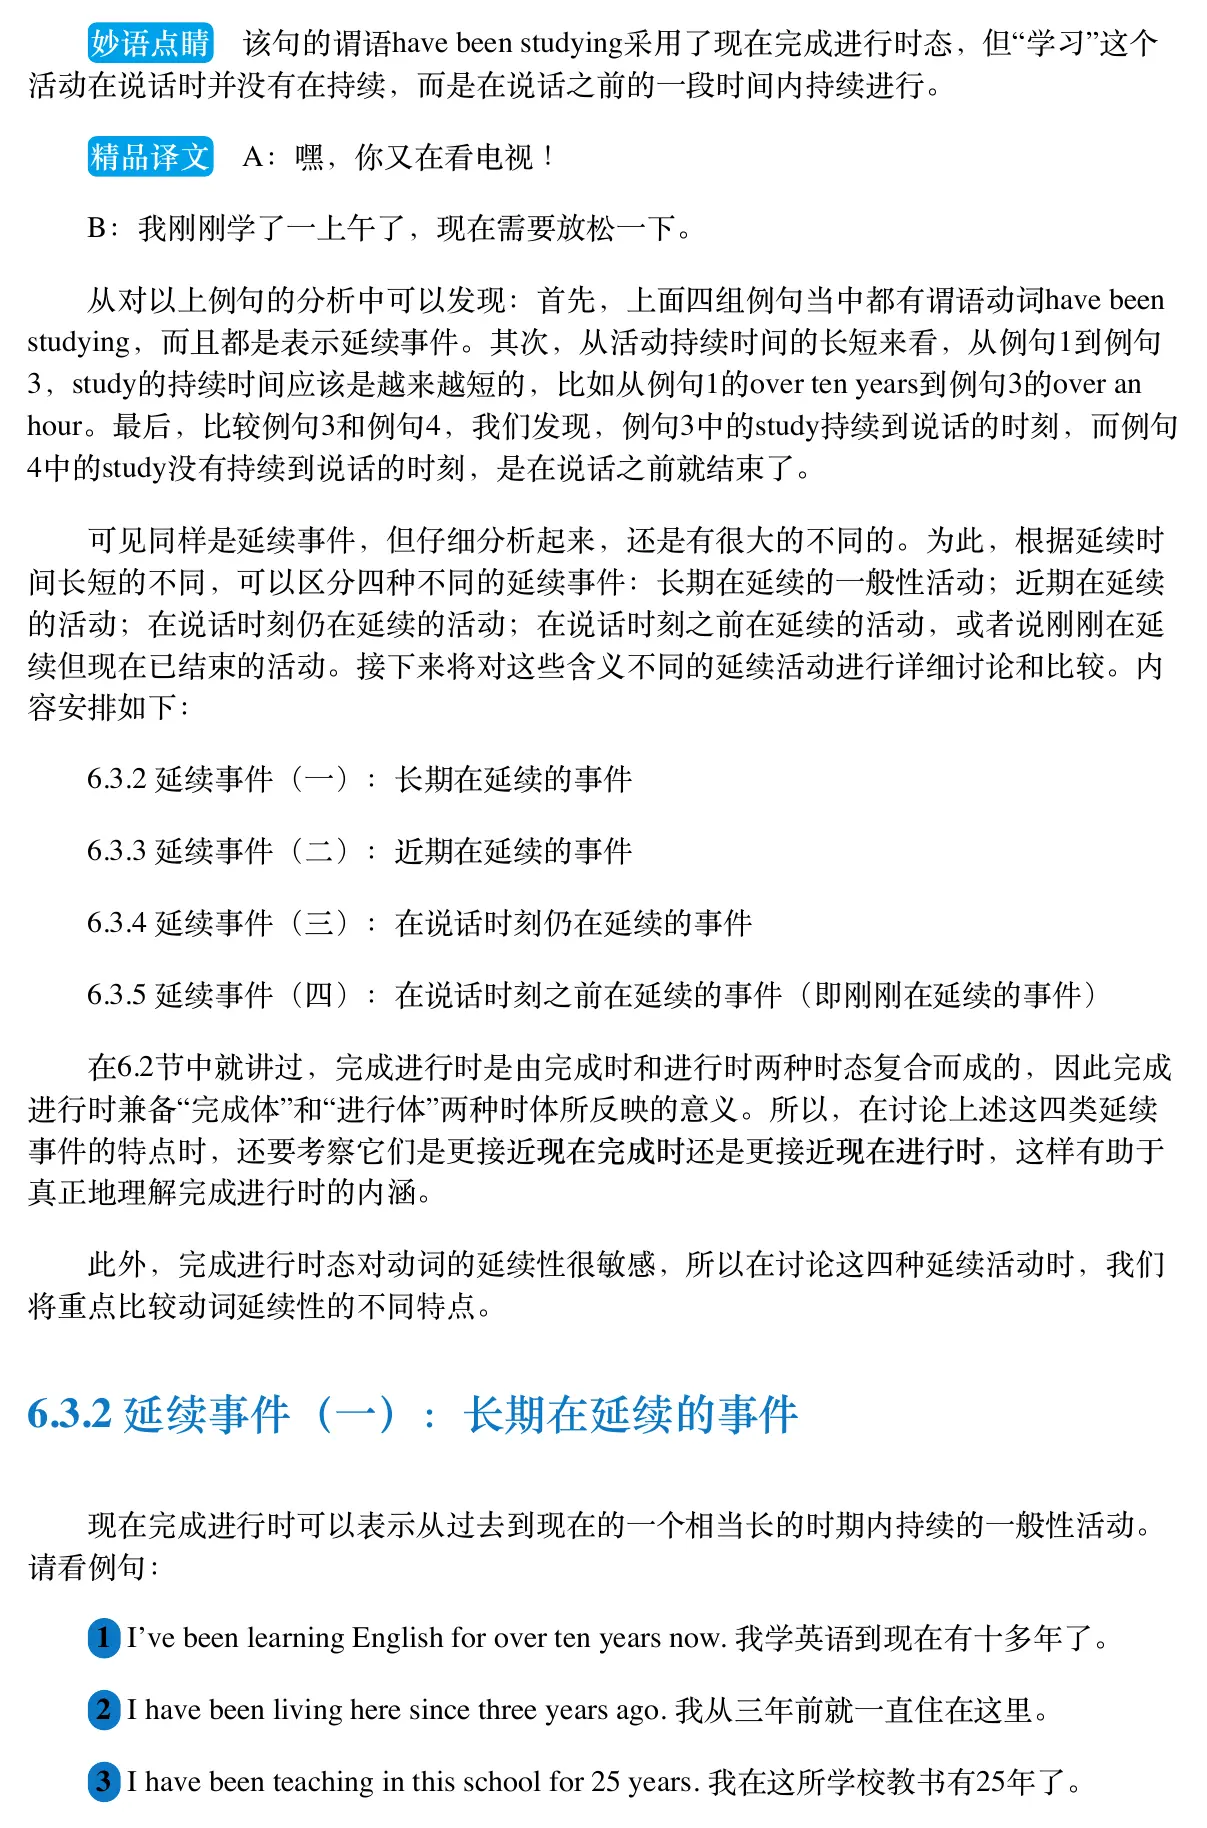 妙语点睛 该句的谓语have been studying采用了现在完成进行时态，但“学习”这个
活动在说话时并没有在持续，而是在说话之前的一段时间内持续进行。
精品译文 A：嘿，你又在看电视！
B：我刚刚学了一上午了，现在需要放松一下。
从对以上例句的分析中可以发现：首先，上面四组例句当中都有谓语动词have been
studying，而且都是表示延续事件。其次，从活动持续时间的长短来看，从例句1到例句
3，study的持续时间应该是越来越短的，比如从例句1的over ten years到例句3的over an
hour。最后，比较例句3和例句4，我们发现，例句3中的study持续到说话的时刻，而例句
4中的study没有持续到说话的时刻，是在说话之前就结束了。
可见同样是延续事件，但仔细分析起来，还是有很大的不同的。为此，根据延续时
间长短的不同，可以区分四种不同的延续事件：长期在延续的一般性活动；近期在延续
的活动；在说话时刻仍在延续的活动；在说话时刻之前在延续的活动，或者说刚刚在延
续但现在已结束的活动。接下来将对这些含义不同的延续活动进行详细讨论和比较。内
容安排如下：
6.3.2 延续事件（一）：长期在延续的事件
6.3.3 延续事件（二）：近期在延续的事件
6.3.4 延续事件（三）：在说话时刻仍在延续的事件
6.3.5 延续事件（四）：在说话时刻之前在延续的事件（即刚刚在延续的事件）
在6.2节中就讲过，完成进行时是由完成时和进行时两种时态复合而成的，因此完成
进行时兼备“完成体”和“进行体”两种时体所反映的意义。所以，在讨论上述这四类延续
事件的特点时，还要考察它们是更接近现在完成时还是更接近现在进行时，这样有助于
真正地理解完成进行时的内涵。
此外，完成进行时态对动词的延续性很敏感，所以在讨论这四种延续活动时，我们
将重点比较动词延续性的不同特点。
6.3.2 延续事件（一）：长期在延续的事件
现在完成进行时可以表示从过去到现在的一个相当长的时期内持续的一般性活动。
请看例句：
1 I’ve been learning English for over ten years now. 我学英语到现在有十多年了。
2 I have been living here since three years ago. 我从三年前就一直住在这里。
3 I have been teaching in this school for 25 years. 我在这所学校教书有25年了。